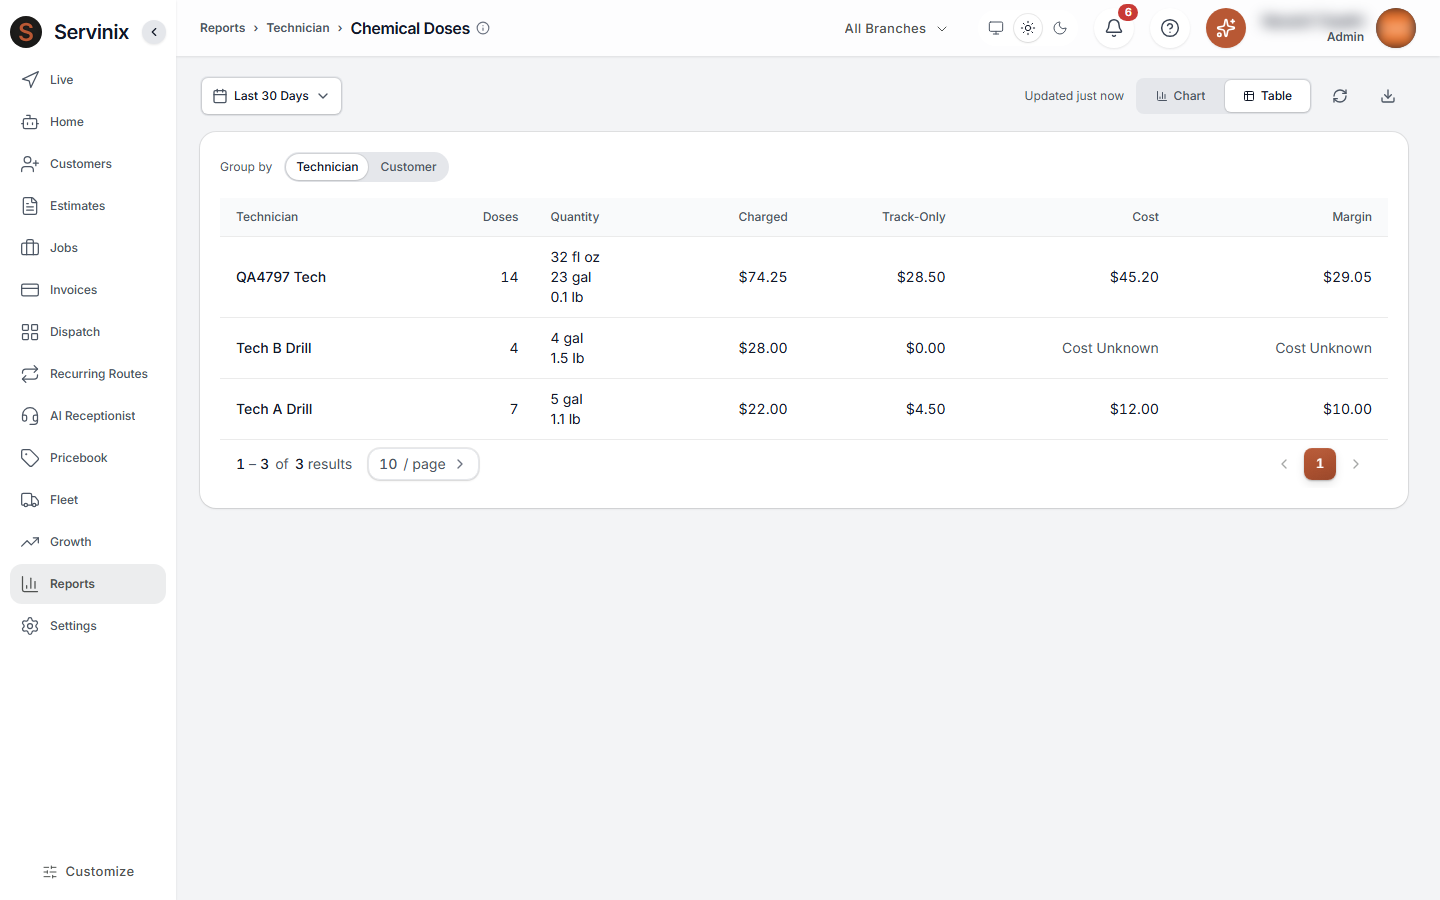 Servinix
Live
Home
Customers
Estimates
Jobs
Invoices
Dispatch
Recurring Routes
AI Receptionist
Pricebook
Fleet
Growth
Reports
Settings
Customize
Reports › Technician › Chemical Doses
All Branches
6
Admin
Last 30 Days
Updated just now
Chart
Table
Group by
Technician
Customer
Technician Doses Quantity Charged Track-Only Cost Margin
QA4797 Tech 14 32 fl oz $74.25 $28.50 $45.20 $29.05
23 gal
0.1 lb
Tech B Drill 4 4 gal $28.00 $0.00 Cost Unknown Cost Unknown
1.5 lb
Tech A Drill 7 5 gal $22.00 $4.50 $12.00 $10.00
1.1 lb
1 – 3 of 3 results
10 / page
1